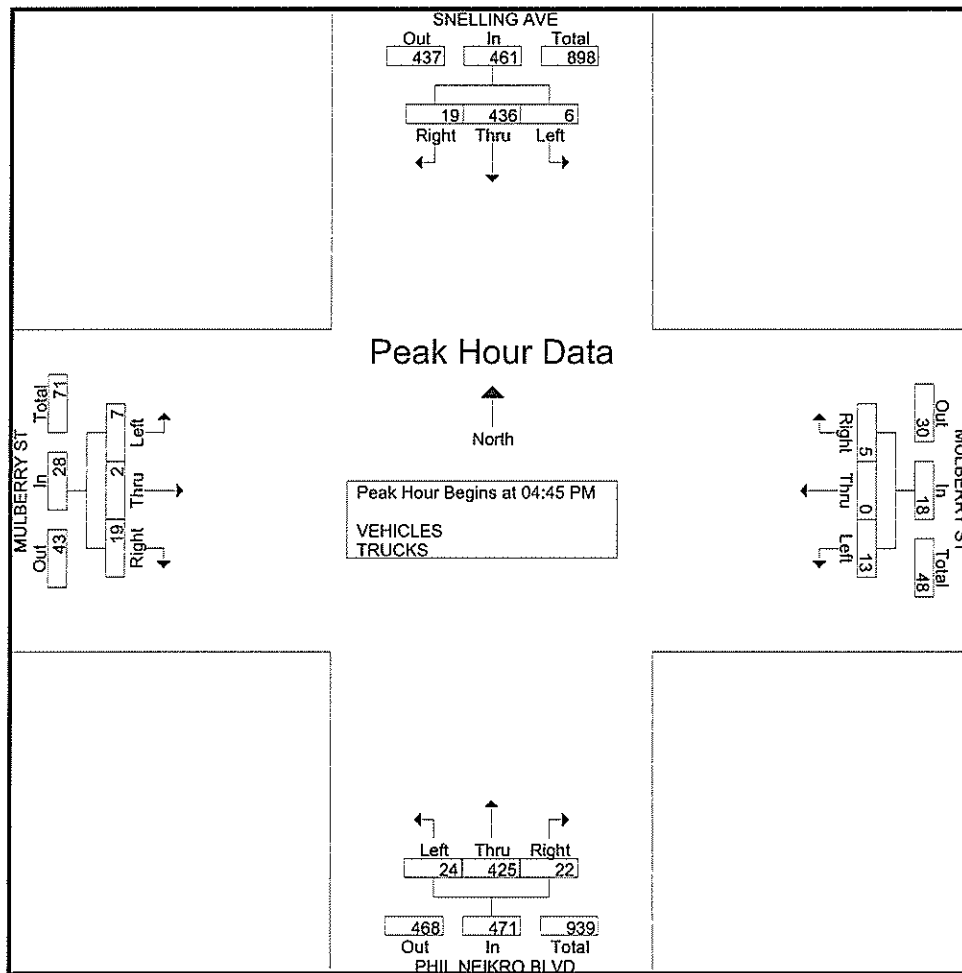 SNELLING AVE
Out In Total
437 461 898
19 436 6
Right Thru Left
Peak Hour Data
North
Peak Hour Begins at 04:45 PM
VEHICLES
TRUCKS
MULBERRY ST
Total In Out
71 28 43
7 2 19
Left Thru Right
MULBERRY ST
Out In Total
30 18 48
5 0 13
Right Thru Left
Left Thru Right
24 425 22
468 471 939
Out In Total
PHIL NEIKRO BLVD